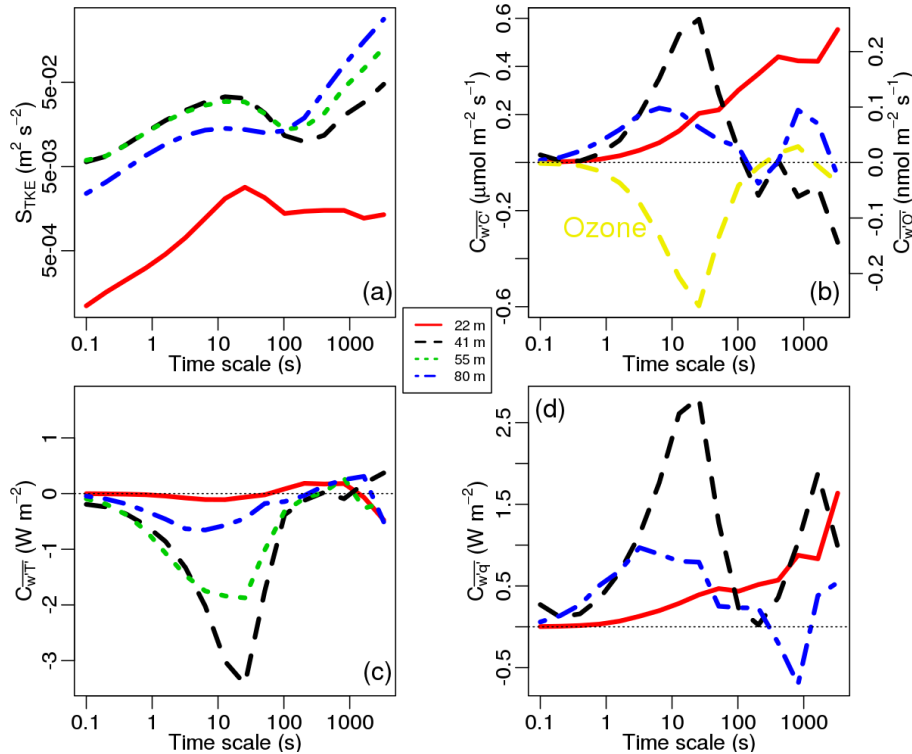 S_TKE (m² s⁻²)
5e-02
5e-03
5e-04
(a)
0.1 1 10 100 1000
Time scale (s)
C_w'C' (μmol m⁻² s⁻¹)
0.6
0.2
-0.2
-0.6
Ozone
(b)
0.2
0.1
0.0
-0.1
-0.2
C_w'O' (nmol m⁻² s⁻¹)
0.1 1 10 100 1000
Time scale (s)
22 m
41 m
55 m
80 m
C_w'T' (W m⁻²)
1
0
-1
-2
-3
(c)
0.1 1 10 100 1000
Time scale (s)
(d)
C_w'q' (W m⁻²)
2.5
1.5
0.5
-0.5
0.1 1 10 100 1000
Time scale (s)